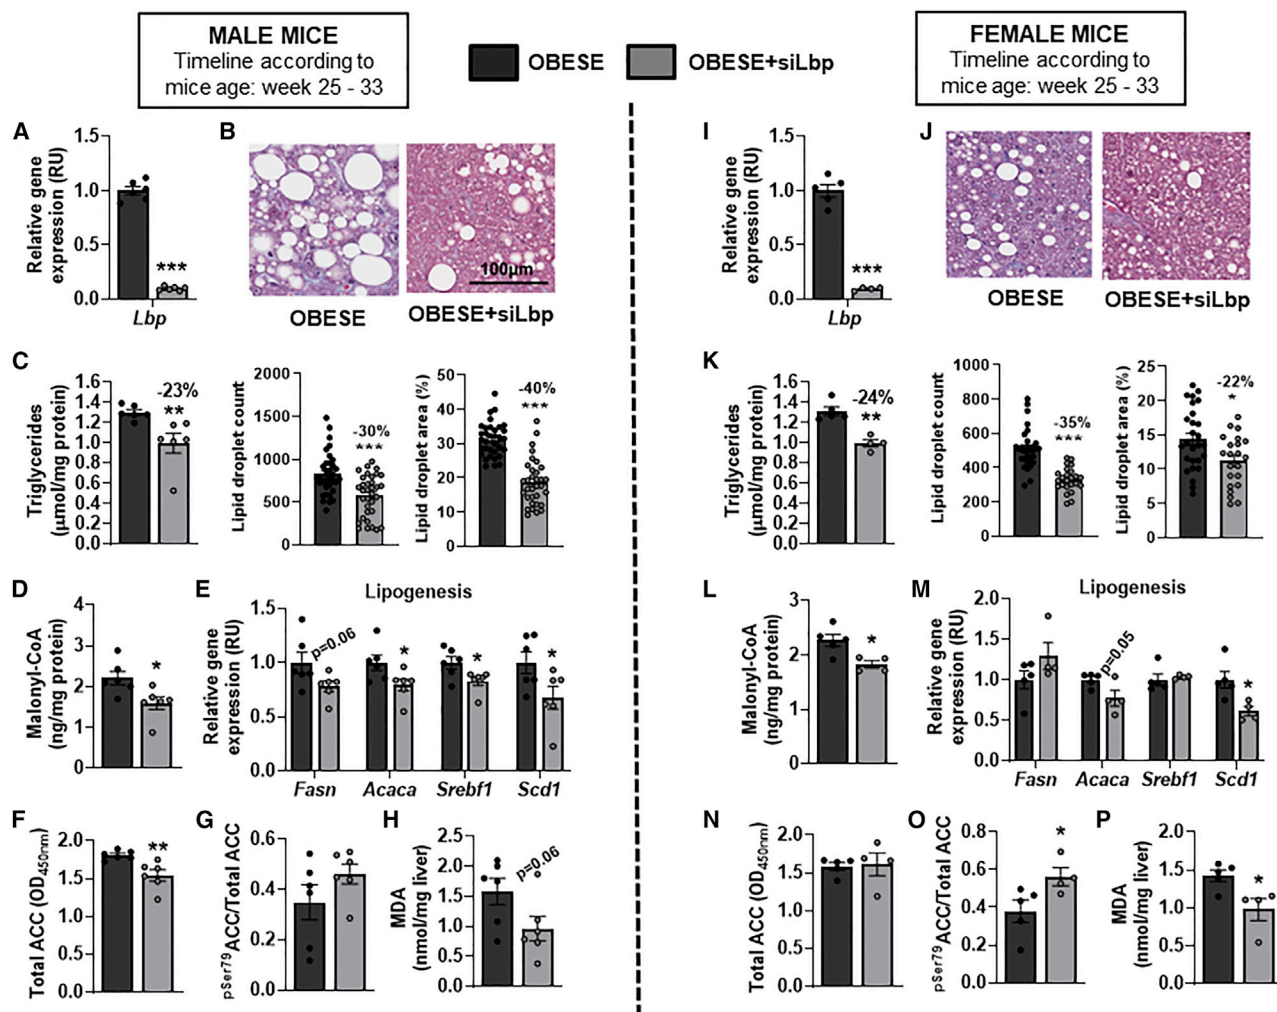 MALE MICE
Timeline according to
mice age: week 25 - 33
OBESE
OBESE+siLbp
FEMALE MICE
Timeline according to
mice age: week 25 - 33
A
Relative gene
expression (RU)
1.5
1.0
0.5
0.0
***
Lbp
B
100μm
OBESE
OBESE+siLbp
I
Relative gene
expression (RU)
1.5
1.0
0.5
0.0
***
Lbp
J
OBESE
OBESE+siLbp
C
Triglycerides
(μmol/mg protein)
1.6
1.4
1.2
1.0
0.8
0.6
0.4
0.2
0.0
-23%
**
Lipid droplet count
2000
1500
1000
500
0
-30%
***
Lipid droplet area (%)
50
40
30
20
10
0
-40%
***
K
Triglycerides
(μmol/mg protein)
1.6
1.4
1.2
1.0
0.8
0.6
0.4
0.2
0.0
-24%
**
Lipid droplet count
1000
800
600
400
200
0
-35%
***
Lipid droplet area (%)
25
20
15
10
5
0
-22%
*
D
Malonyl-CoA
(ng/mg protein)
4
3
2
1
0
*
E
Lipogenesis
Relative gene
expression (RU)
1.5
1.0
0.5
0.0
p=0.06
*
*
*
Fasn Acaca Srebf1 Scd1
L
Malonyl-CoA
(ng/mg protein)
3
2
1
0
*
M
Lipogenesis
Relative gene
expression (RU)
2.0
1.5
1.0
0.5
0.0
p=0.05
*
Fasn Acaca Srebf1 Scd1
F
Total ACC (OD450nm)
2.0
1.5
1.0
0.5
0.0
**
G
pSer79ACC/Total ACC
0.6
0.4
0.2
0.0
H
MDA
(nmol/mg liver)
2.5
2.0
1.5
1.0
0.5
0.0
p=0.06
N
Total ACC (OD450nm)
2.0
1.5
1.0
0.5
0.0
O
pSer79ACC/Total ACC
0.8
0.6
0.4
0.2
0.0
*
P
MDA
(nmol/mg liver)
2.0
1.5
1.0
0.5
0.0
*